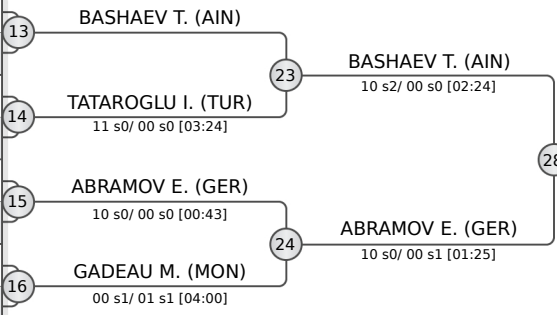 BASHAEV T. (AIN)
13
23
BASHAEV T. (AIN)
10 s2/ 00 s0 [02:24]
TATAROGLU I. (TUR)
14
11 s0/ 00 s0 [03:24]
28
ABRAMOV E. (GER)
15
10 s0/ 00 s0 [00:43]
24
ABRAMOV E. (GER)
10 s0/ 00 s1 [01:25]
GADEAU M. (MON)
16
00 s1/ 01 s1 [04:00]